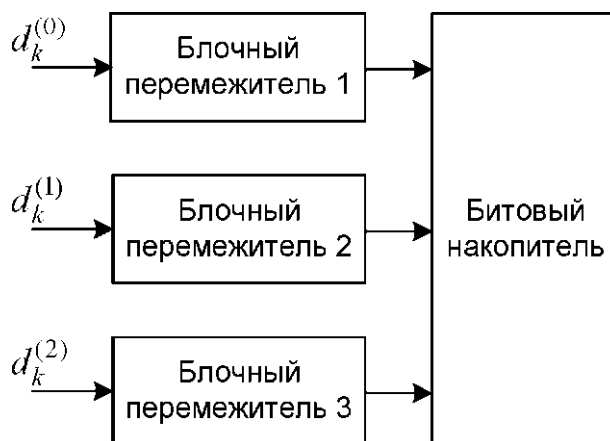 d_k^{(0)}
Блочный
перемежитель 1
d_k^{(1)}
Блочный
перемежитель 2
Битовый
накопитель
d_k^{(2)}
Блочный
перемежитель 3